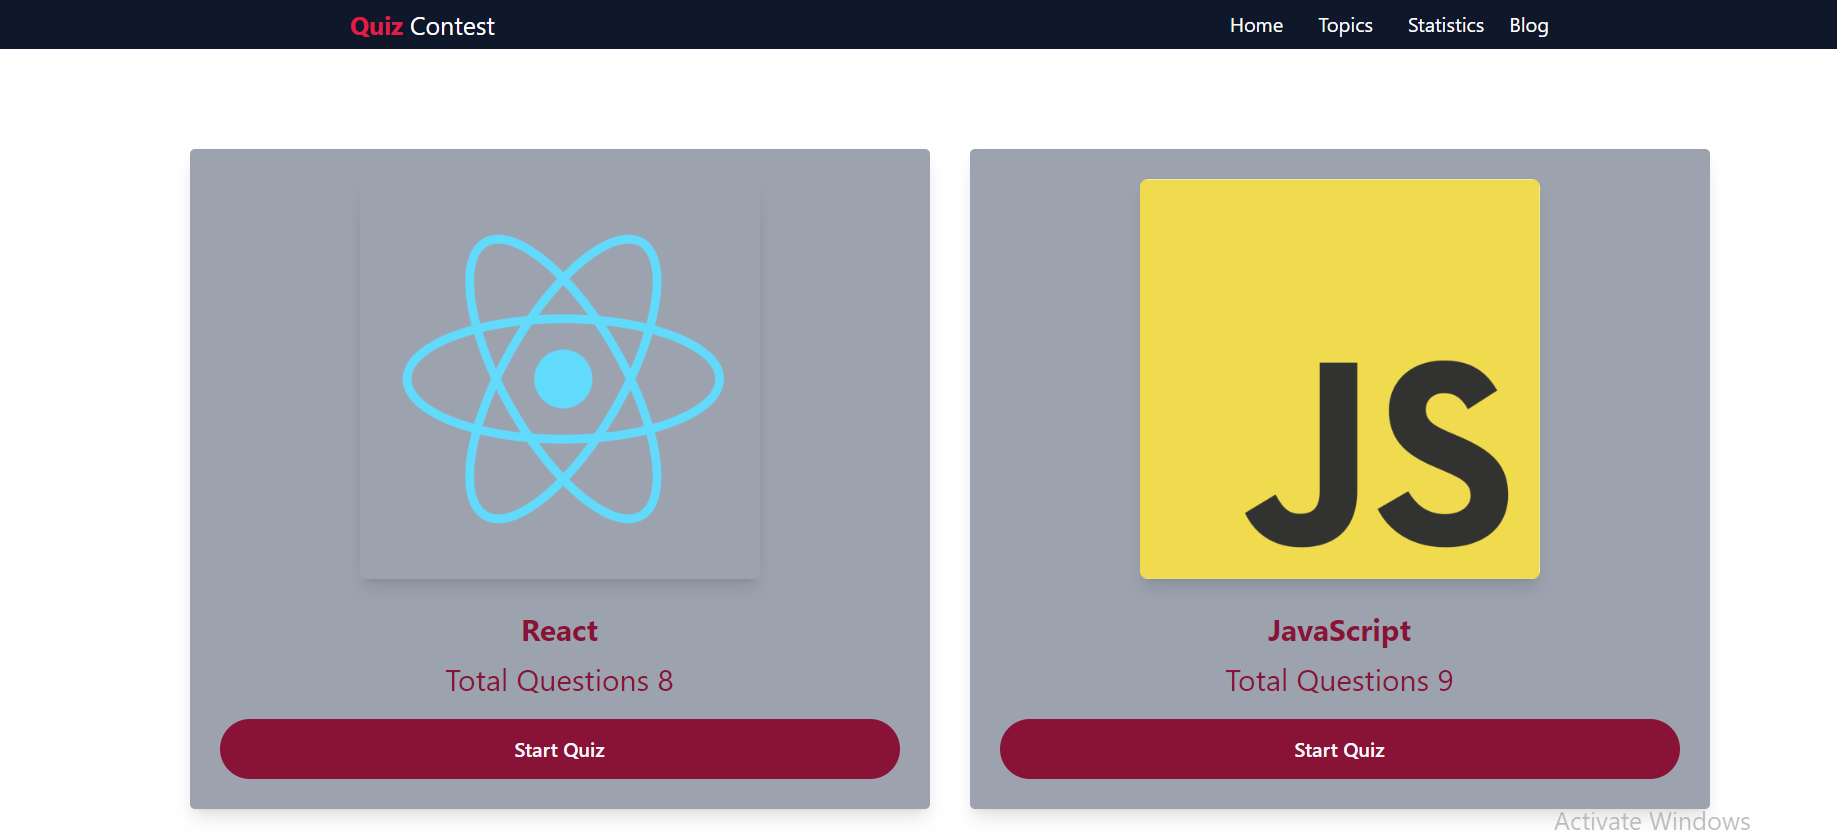 Quiz Contest
Home Topics Statistics Blog
JS
React
Total Questions 8
Start Quiz
JavaScript
Total Questions 9
Start Quiz
Activate Windows